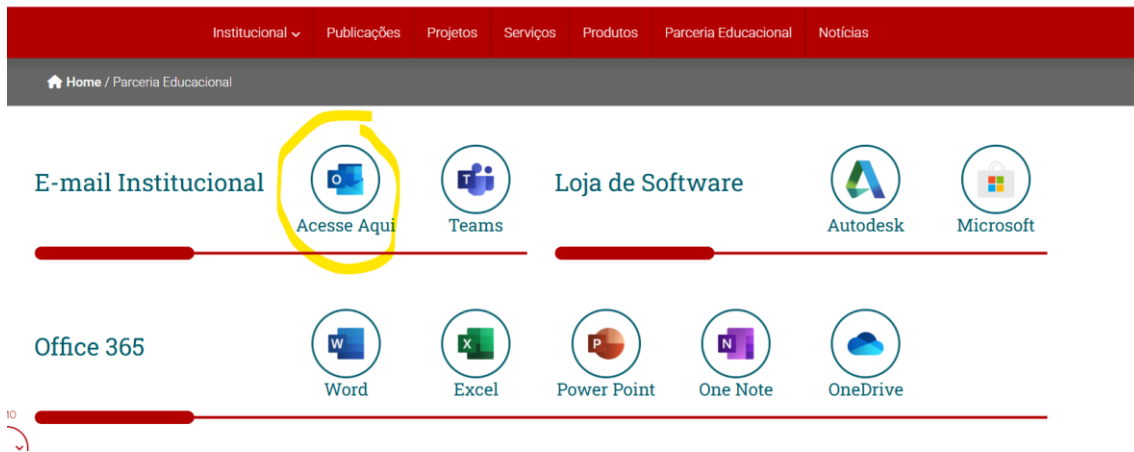 Institucional Publicações Projetos Serviços Produtos Parceria Educacional Notícias
Home / Parceria Educacional
E-mail Institucional
Acesse Aqui
Teams
Loja de Software
Autodesk
Microsoft
Office 365
Word
Excel
Power Point
One Note
OneDrive